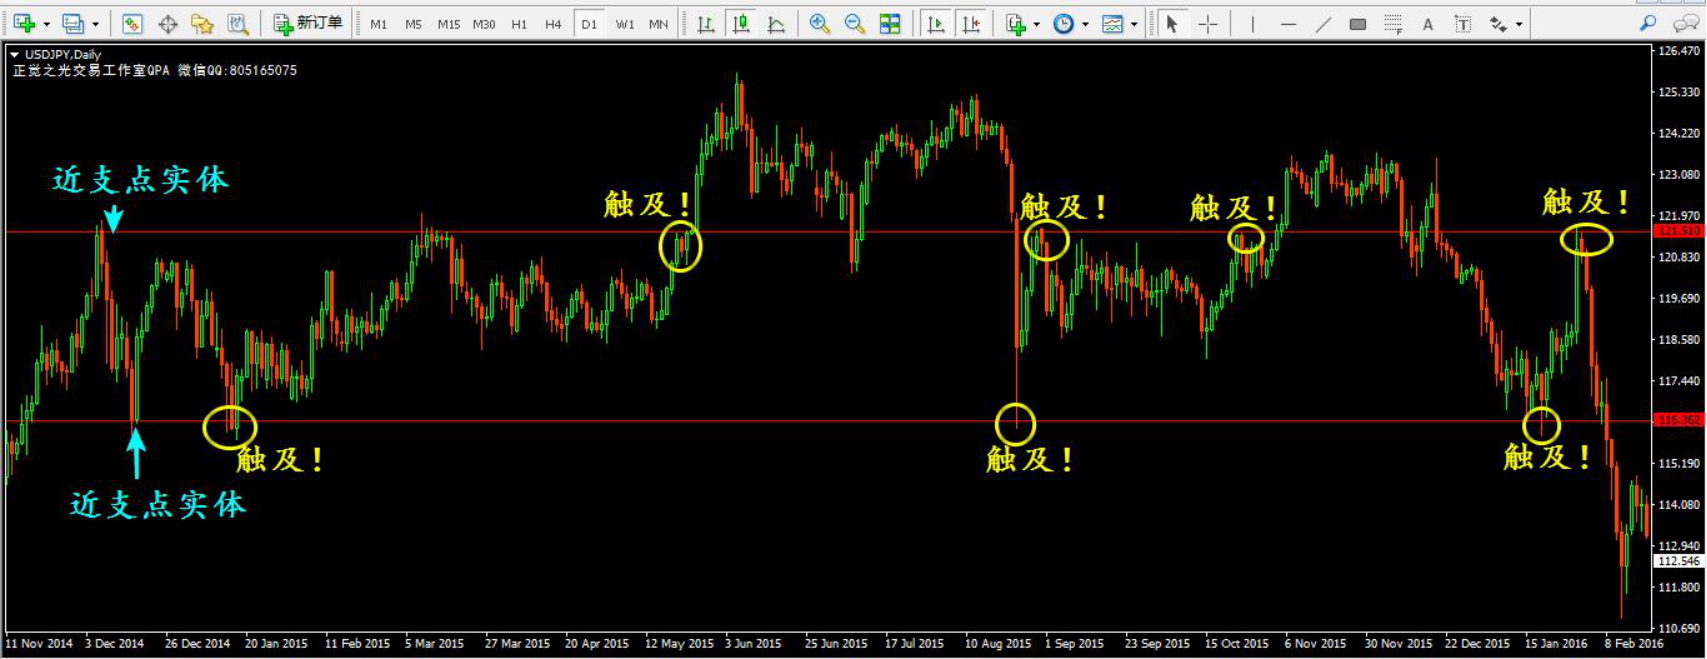 新订单 M1 M5 M15 M30 H1 H4 D1 W1 MN A T
USDJPY,Daily
正觉之光交易工作室QPA 微信QQ:805165075
126.470
125.330
124.220
123.080
121.970
121.510
120.830
119.690
118.580
117.440
116.362
115.190
114.080
112.940
112.546
111.800
110.690
近支点实体
触及！
触及！
触及！
触及！
触及！
触及！
触及！
近支点实体
11 Nov 2014 3 Dec 2014 26 Dec 2014 20 Jan 2015 11 Feb 2015 5 Mar 2015 27 Mar 2015 20 Apr 2015 12 May 2015 3 Jun 2015 25 Jun 2015 17 Jul 2015 10 Aug 2015 1 Sep 2015 23 Sep 2015 15 Oct 2015 6 Nov 2015 30 Nov 2015 22 Dec 2015 15 Jan 2016 8 Feb 2016